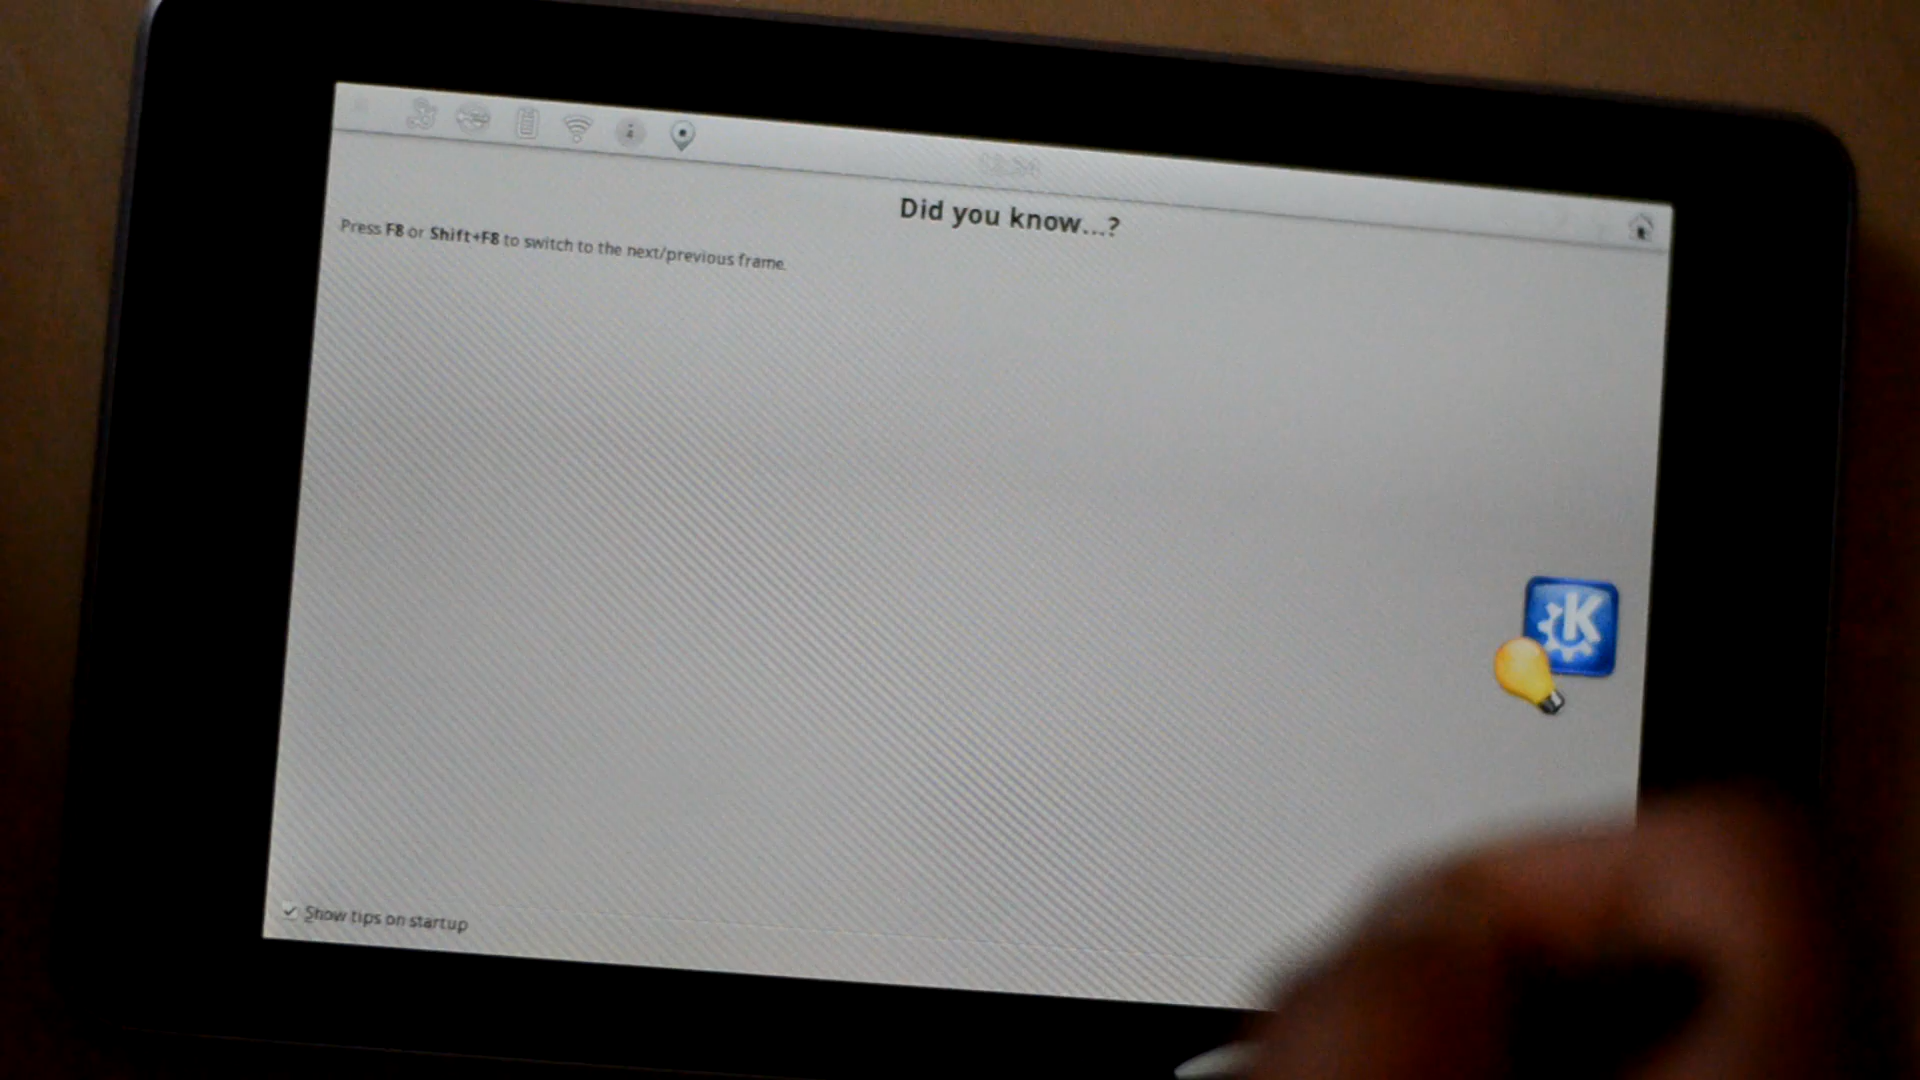 Did you know...?
Press F8 or Shift+F8 to switch to the next/previous frame.
K
Show tips on startup